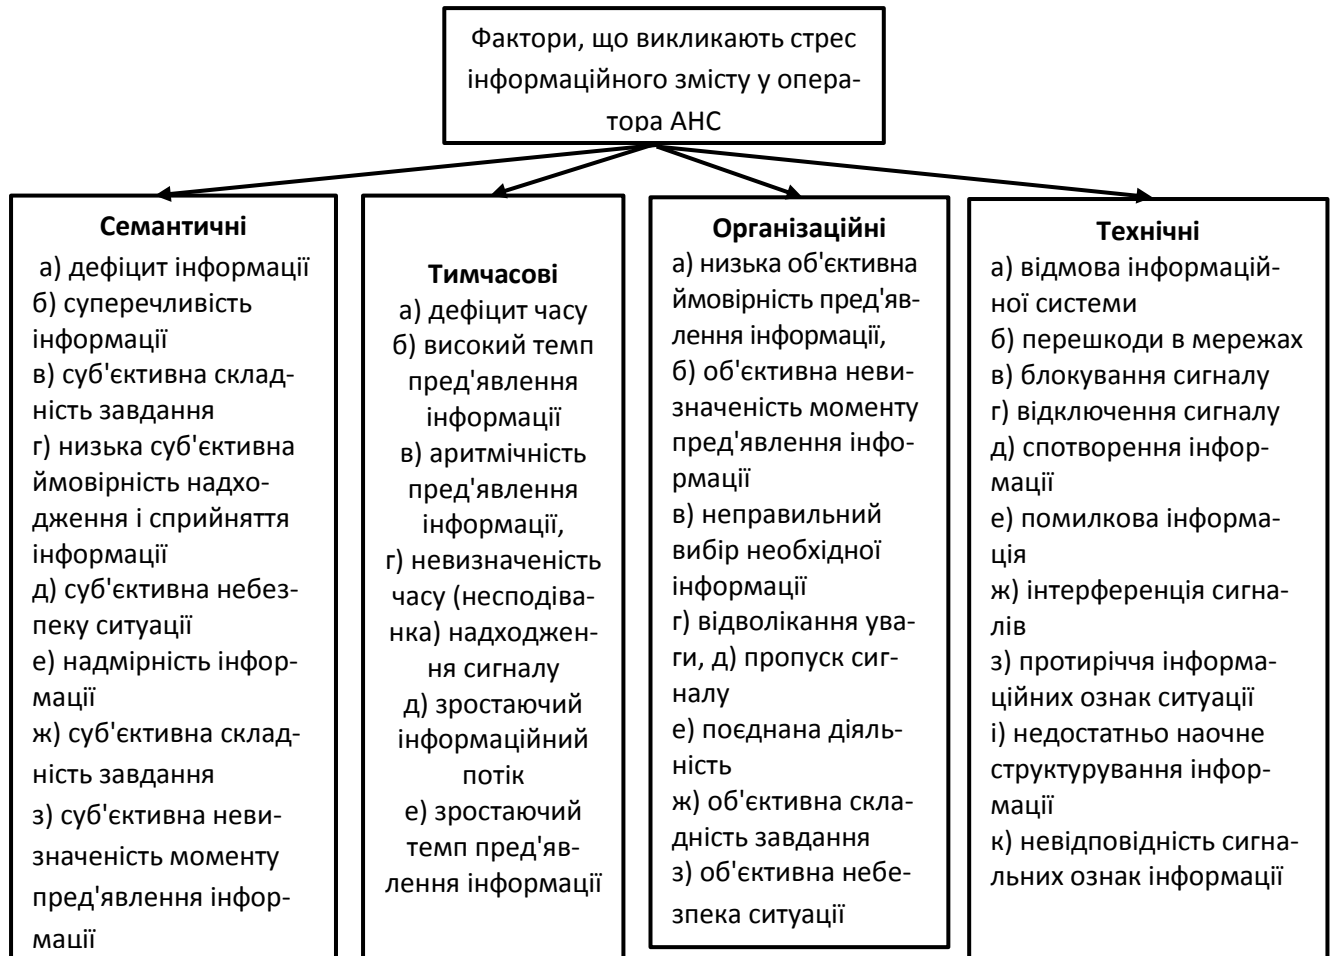 Фактори, що викликають стрес
інформаційного змісту у опера-
тора АНС
Семантичні
а) дефіцит інформації
б) суперечливість
інформації
в) суб'єктивна склад-
ність завдання
г) низька суб'єктивна
ймовірність надхо-
дження і сприйняття
інформації
д) суб'єктивна небез-
пеку ситуації
е) надмірність інфор-
мації
ж) суб'єктивна склад-
ність завдання
з) суб'єктивна неви-
значеність моменту
пред'явлення інфор-
мації
Тимчасові
а) дефіцит часу
б) високий темп
пред'явлення
інформації
в) аритмічність
пред'явлення
інформації,
г) невизначеність
часу (несподіва-
нка) надходжен-
ня сигналу
д) зростаючий
інформаційний
потік
е) зростаючий
темп пред'яв-
лення інформації
Організаційні
а) низька об'єктивна
ймовірність пред'яв-
лення інформації,
б) об'єктивна неви-
значеність моменту
пред'явлення інфо-
рмації
в) неправильний
вибір необхідної
інформації
г) відволікання ува-
ги, д) пропуск сиг-
налу
е) поєднана діяль-
ність
ж) об'єктивна скла-
дність завдання
з) об'єктивна небе-
зпека ситуації
Технічні
а) відмова інформацій-
ної системи
б) перешкоди в мережах
в) блокування сигналу
г) відключення сигналу
д) спотворення інфор-
мації
е) помилкова інформа-
ція
ж) інтерференція сигна-
лів
з) протиріччя інформа-
ційних ознак ситуації
і) недостатньо наочне
структурування інфор-
мації
к) невідповідність сигна-
льних ознак інформації